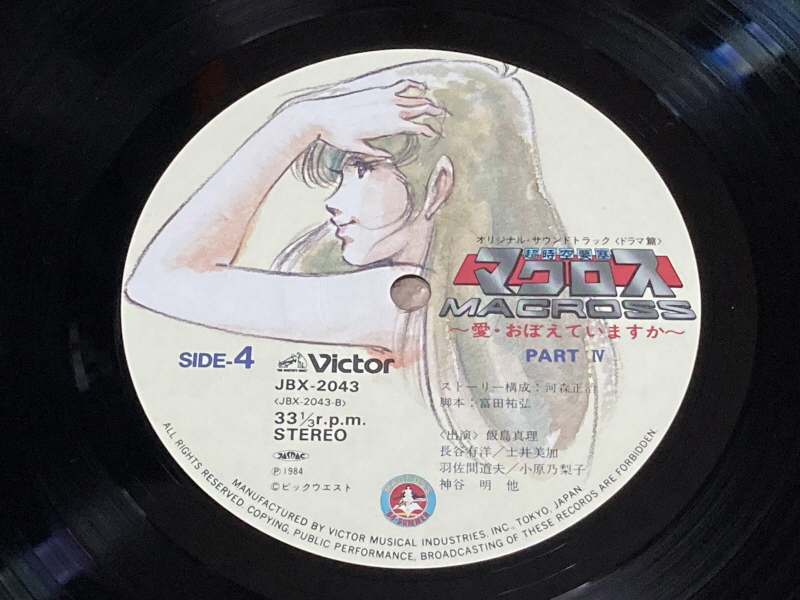 オリジナル・サウンドトラック〈ドラマ篇〉
超時空要塞
マクロス
MACROSS
～愛・おぼえていますか～
SIDE-4
Victor
PART Ⅳ
JBX-2043
〈JBX-2043-B〉
33 1/3 r.p.m.
STEREO
JASRAC
Ⓟ1984
©ビックウエスト
ストーリー構成：河森正治
脚本：富田祐弘
〈出演〉飯島真理
長谷有洋／土井美加
羽佐間道夫／小原乃梨子
神谷 明 他
MANUFACTURED BY VICTOR MUSICAL INDUSTRIES, INC., TOKYO, JAPAN
ALL RIGHTS RESERVED. COPYING, PUBLIC PERFORMANCE, BROADCASTING OF THESE RECORDS ARE FORBIDDEN